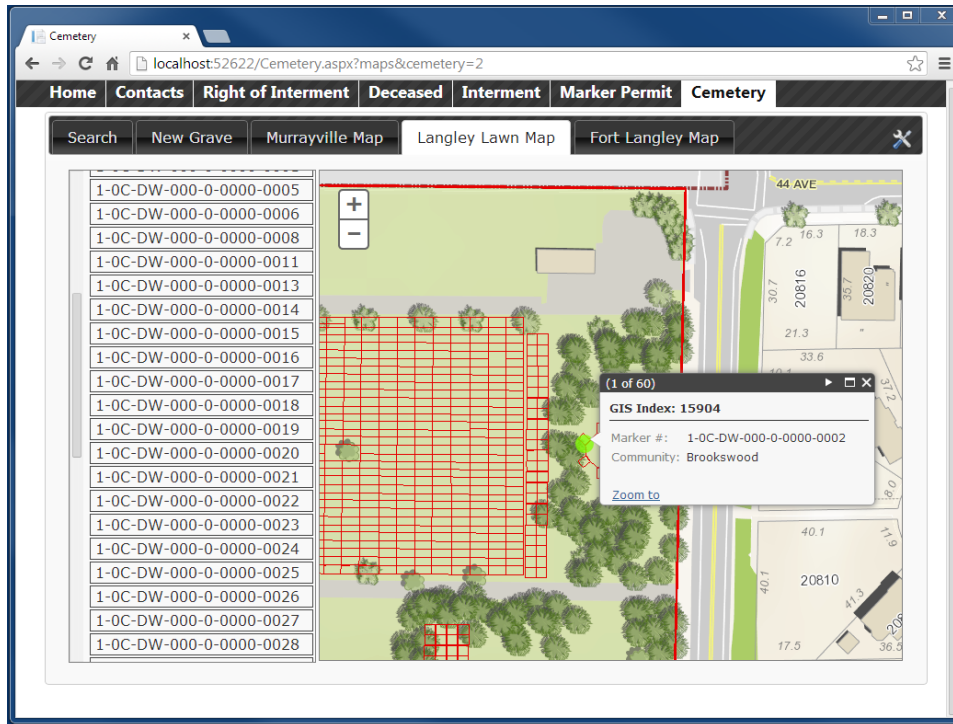 Cemetery
localhost:52622/Cemetery.aspx?maps&cemetery=2
Home Contacts Right of Interment Deceased Interment Marker Permit Cemetery
Search New Grave Murrayville Map Langley Lawn Map Fort Langley Map
1-0C-DW-000-0-0000-0005
1-0C-DW-000-0-0000-0006
1-0C-DW-000-0-0000-0008
1-0C-DW-000-0-0000-0011
1-0C-DW-000-0-0000-0013
1-0C-DW-000-0-0000-0014
1-0C-DW-000-0-0000-0015
1-0C-DW-000-0-0000-0016
1-0C-DW-000-0-0000-0017
1-0C-DW-000-0-0000-0018
1-0C-DW-000-0-0000-0019
1-0C-DW-000-0-0000-0020
1-0C-DW-000-0-0000-0021
1-0C-DW-000-0-0000-0022
1-0C-DW-000-0-0000-0023
1-0C-DW-000-0-0000-0024
1-0C-DW-000-0-0000-0025
1-0C-DW-000-0-0000-0026
1-0C-DW-000-0-0000-0027
1-0C-DW-000-0-0000-0028
+
−
44 AVE
7.2 16.3 18.3
30.7 20816 35.7 20820
21.3
33.6
37.2
(1 of 60)
GIS Index: 15904
Marker #: 1-0C-DW-000-0-0000-0002
Community: Brookswood
Zoom to
8.0
40.1 11.9
40.1 20810 41.3
17.5 36.5